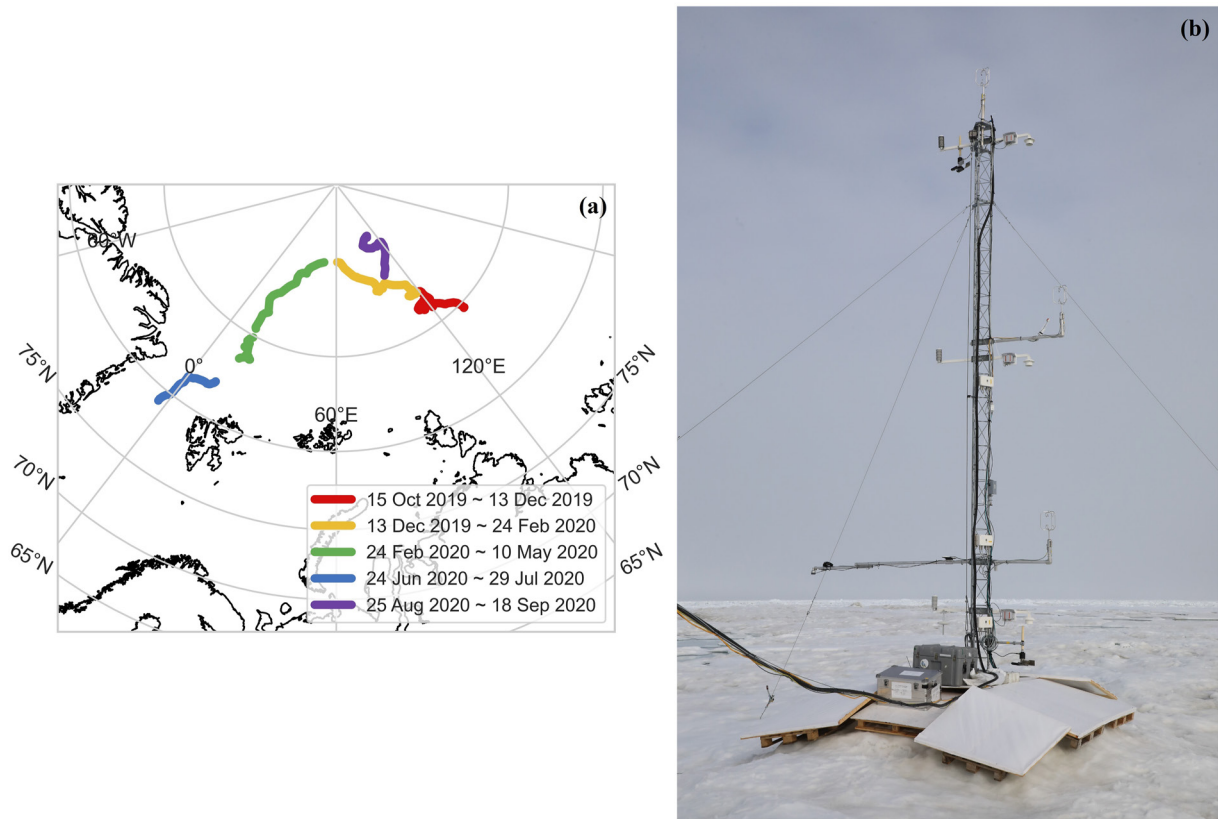 (a)
(b)
60°W
0°
120°E
60°E
75°N
75°N
70°N
70°N
65°N
65°N
15 Oct 2019 ~ 13 Dec 2019
13 Dec 2019 ~ 24 Feb 2020
24 Feb 2020 ~ 10 May 2020
24 Jun 2020 ~ 29 Jul 2020
25 Aug 2020 ~ 18 Sep 2020